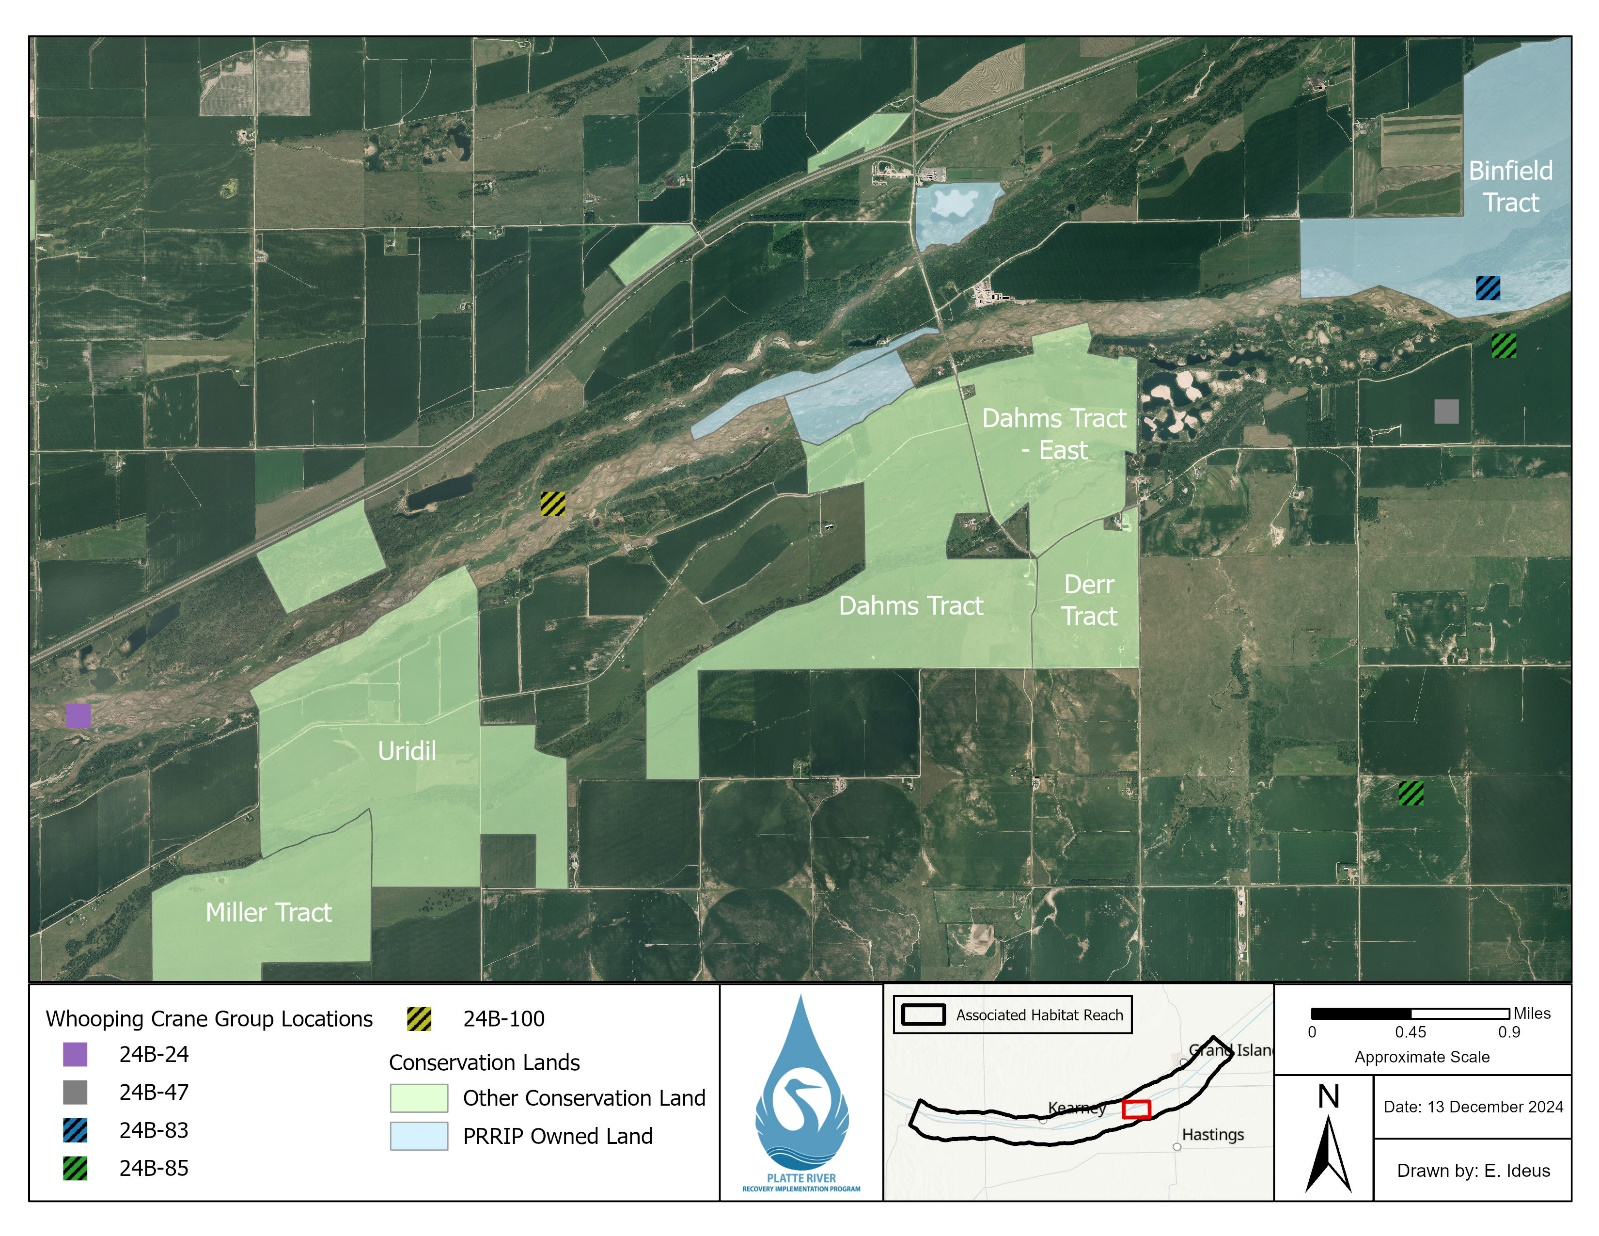 Binfield
Tract
Dahms Tract
- East
Derr
Tract
Dahms Tract
Uridil
Miller Tract
Whooping Crane Group Locations
24B-24
24B-47
24B-83
24B-85
24B-100
Conservation Lands
Other Conservation Land
PRRIP Owned Land
PLATTE RIVER
RECOVERY IMPLEMENTATION PROGRAM
Associated Habitat Reach
Grand Islan
Kearney
Hastings
Miles
0 0.45 0.9
Approximate Scale
N
Date: 13 December 2024
Drawn by: E. Ideus